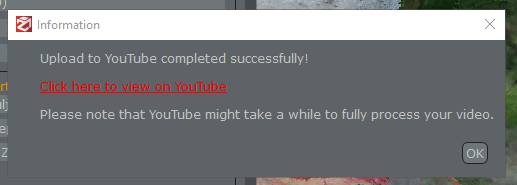 Information
Upload to YouTube completed successfully!
Click here to view on YouTube
Please note that YouTube might take a while to fully process your video.
OK